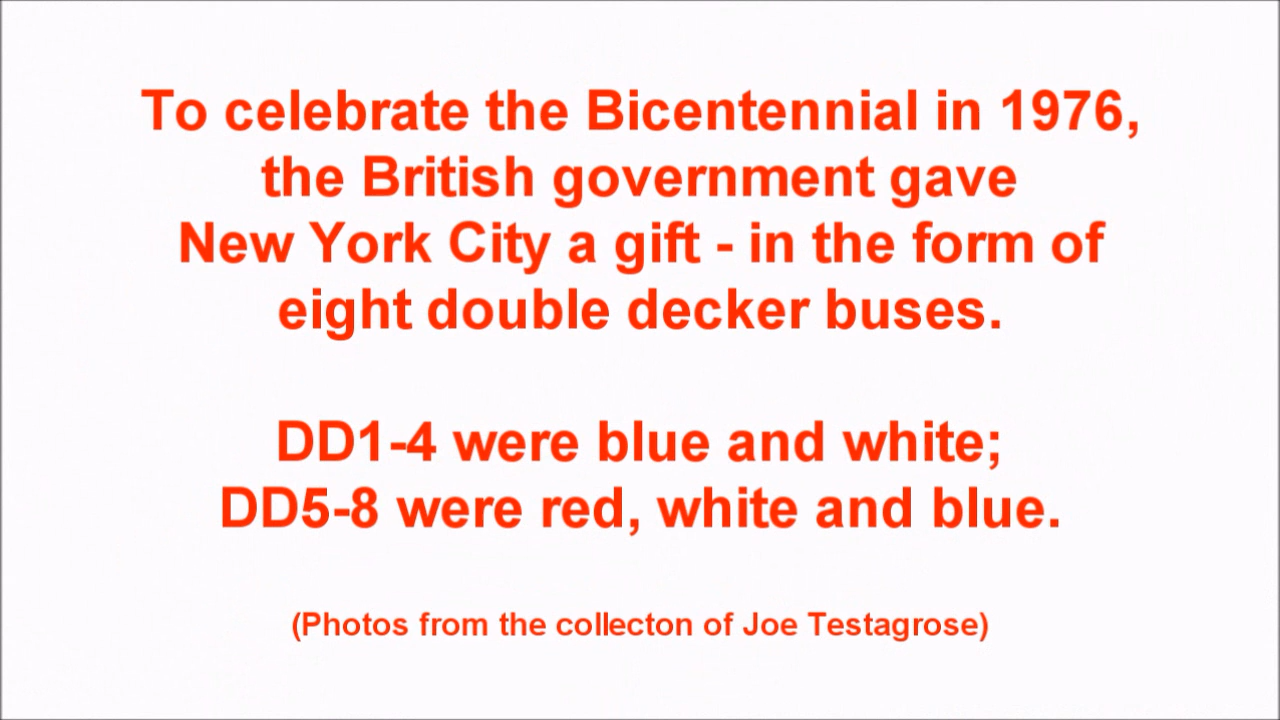 To celebrate the Bicentennial in 1976,
the British government gave
New York City a gift - in the form of
eight double decker buses.
DD1-4 were blue and white;
DD5-8 were red, white and blue.
(Photos from the collecton of Joe Testagrose)